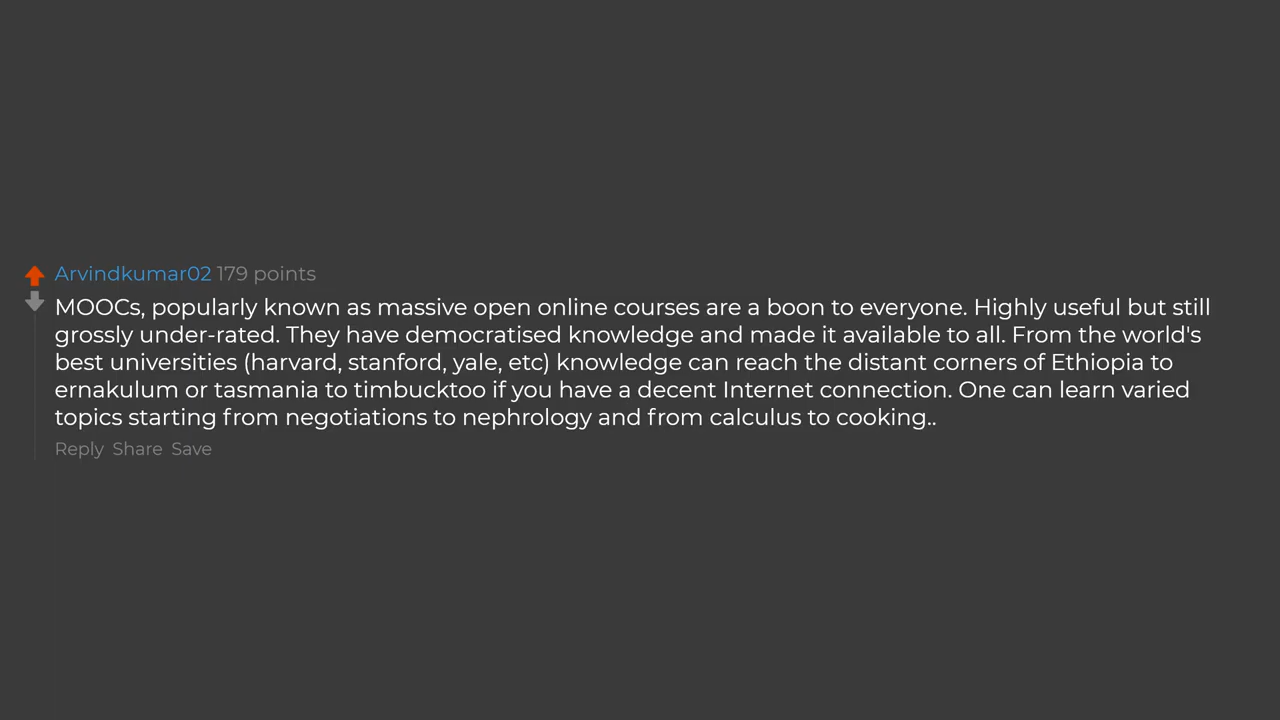 Arvindkumar02 179 points
MOOCs, popularly known as massive open online courses are a boon to everyone. Highly useful but still
grossly under-rated. They have democratised knowledge and made it available to all. From the world's
best universities (harvard, stanford, yale, etc) knowledge can reach the distant corners of Ethiopia to
ernakulum or tasmania to timbucktoo if you have a decent Internet connection. One can learn varied
topics starting from negotiations to nephrology and from calculus to cooking..
Reply Share Save